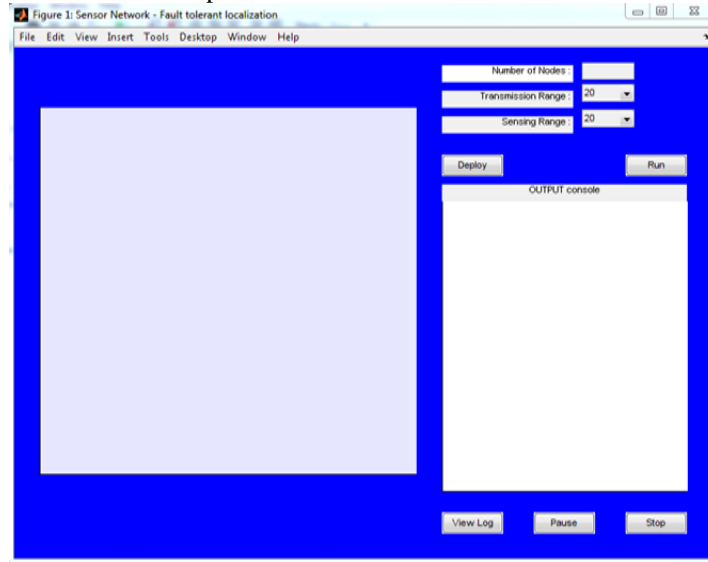 Figure 1: Sensor Network - Fault tolerant localization
File Edit View Insert Tools Desktop Window Help
Number of Nodes :
Transmission Range : 20
Sensing Range : 20
Deploy Run
OUTPUT console
View Log Pause Stop